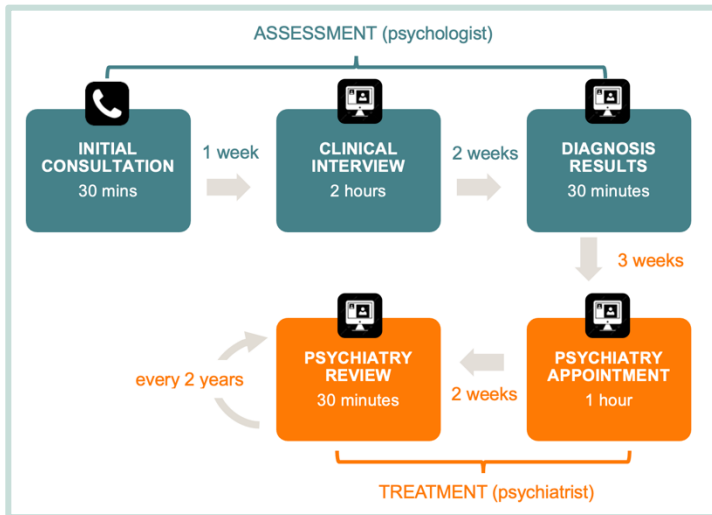 ASSESSMENT (psychologist)
INITIAL
CONSULTATION
30 mins
1 week
CLINICAL
INTERVIEW
2 hours
2 weeks
DIAGNOSIS
RESULTS
30 minutes
3 weeks
PSYCHIATRY
APPOINTMENT
1 hour
2 weeks
PSYCHIATRY
REVIEW
30 minutes
every 2 years
TREATMENT (psychiatrist)